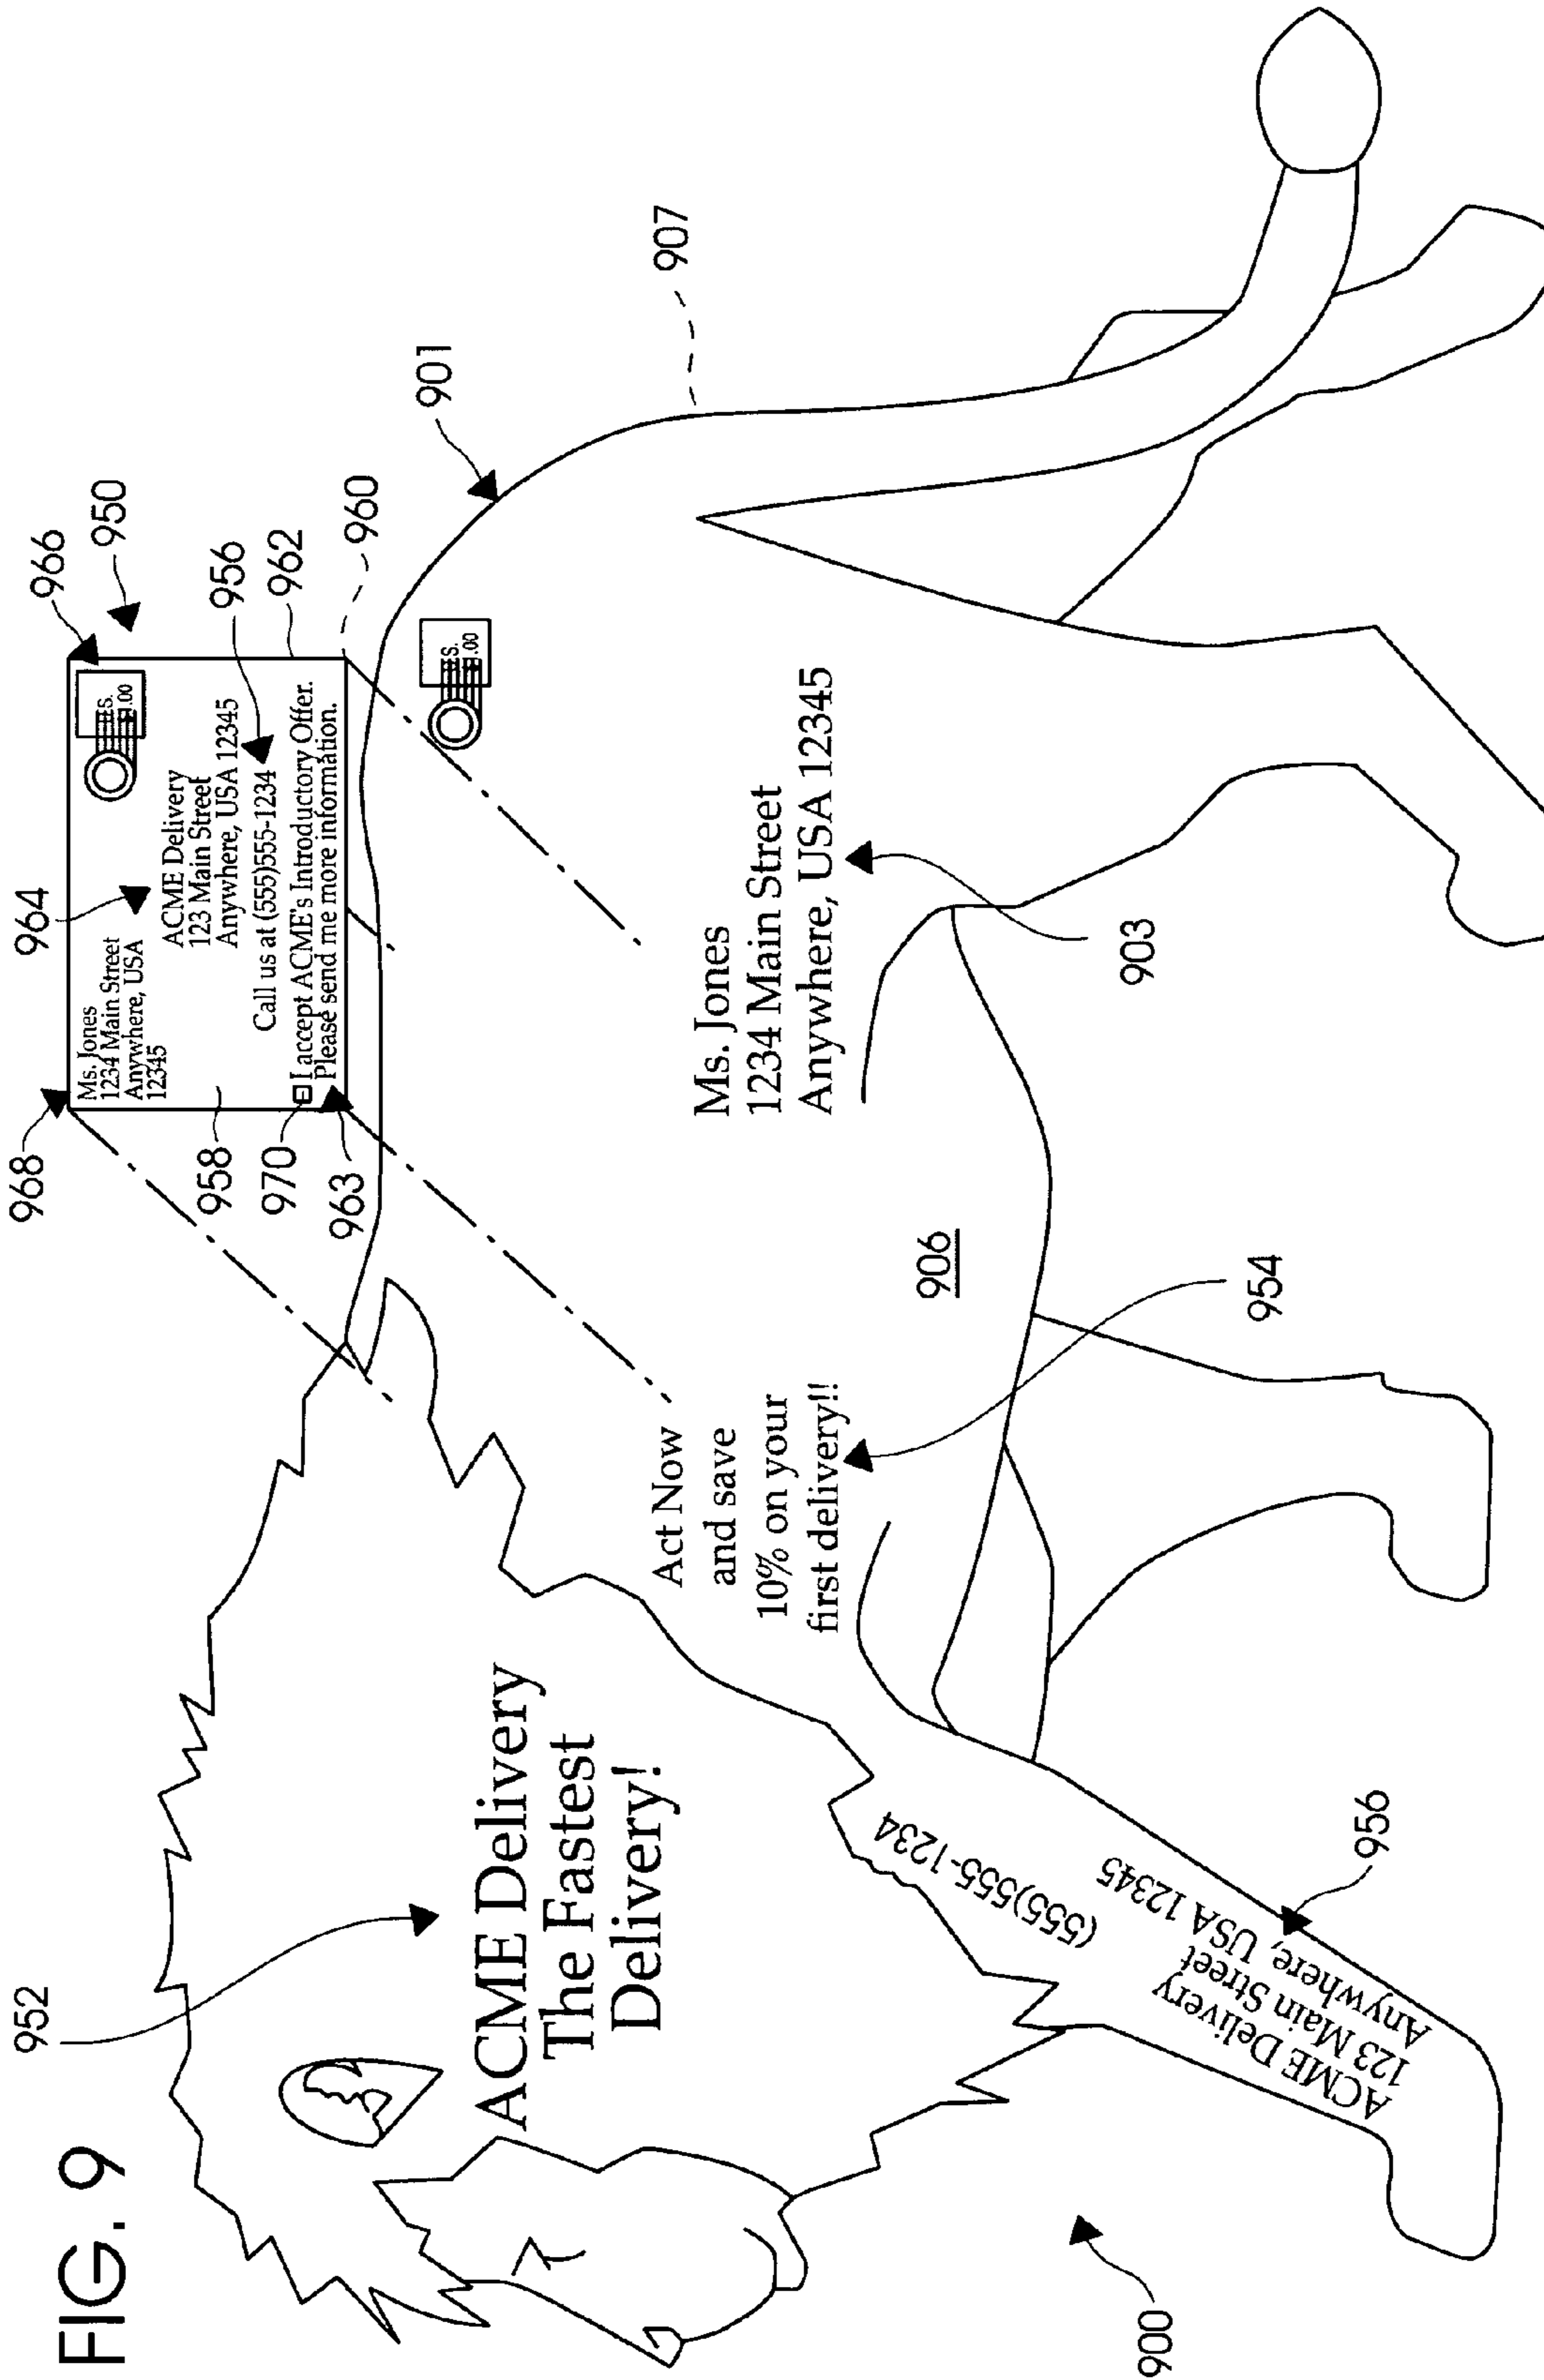 FIG. 9
952
968
964
966
950
Ms. Jones
1234 Main Street
Anywhere, USA
12345
S.
.00
ACME Delivery
123 Main Street
Anywhere, USA 12345
956
958
Call us at (555)555-1234
962
970
I accept ACME's Introductory Offer.
Please send me more information.
963
960
901
S.
.00
907
ACME Delivery
The Fastest
Delivery!
Act Now
and save
10% on your
first delivery!!
Ms. Jones
1234 Main Street
Anywhere, USA 12345
906
903
954
(555)555-1234
ACME Delivery
123 Main Street
Anywhere, USA 12345
956
900